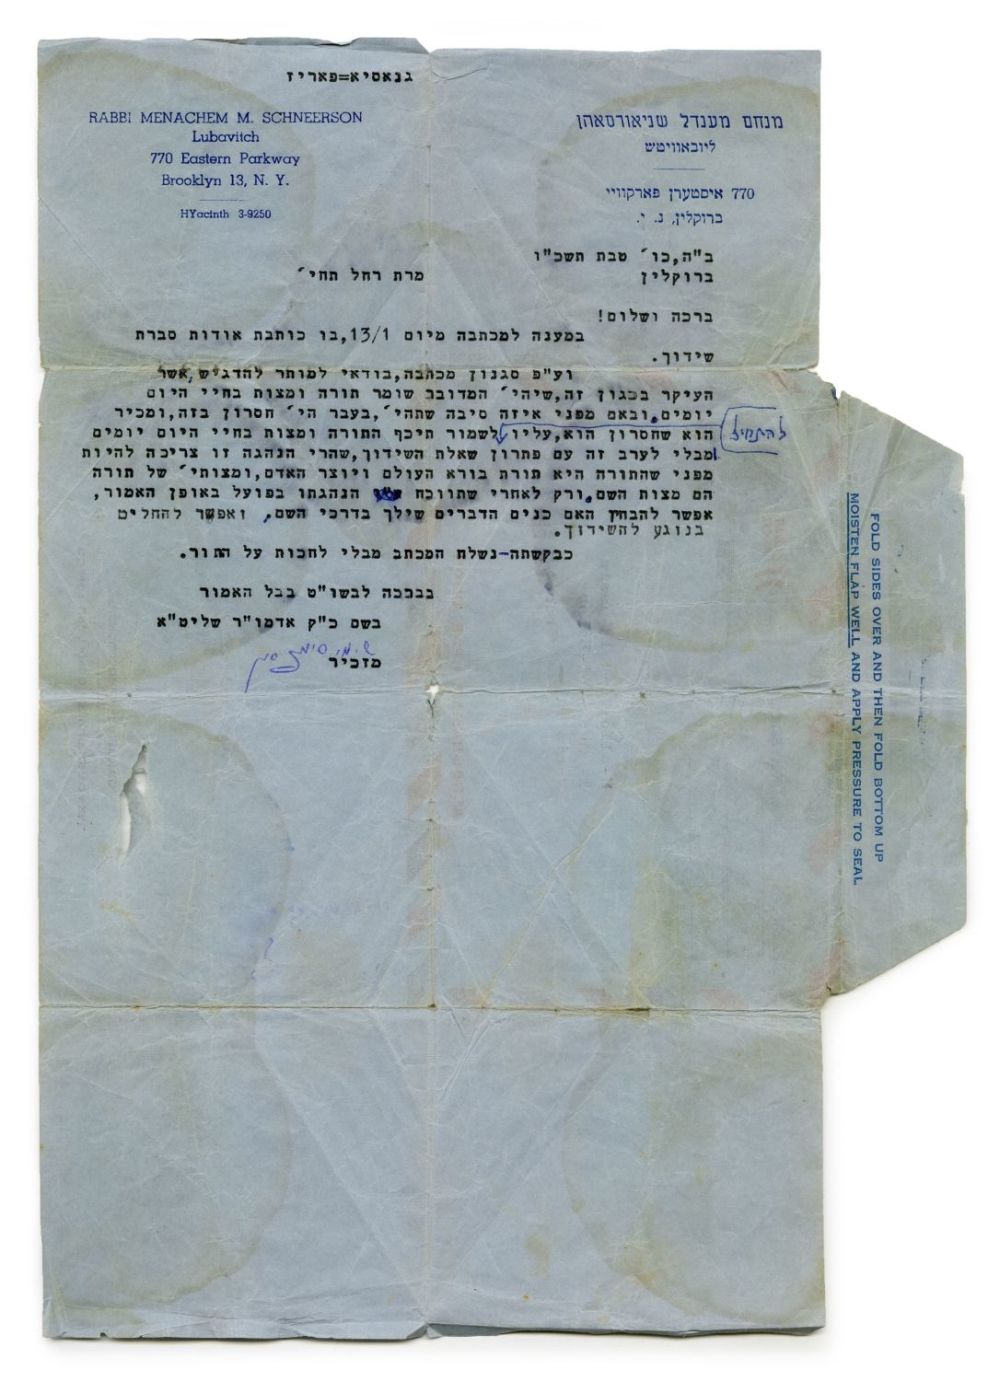 גנאסיא=פאריז
RABBI MENACHEM M. SCHNEERSON
Lubavitch
770 Eastern Parkway
Brooklyn 13, N. Y.
HYacinth 3-9250
מנחם מענדל שניאורסאהן
ליובאוויטש
770 איסטערן פארקוויי
ברוקלין, נ. י.
ב"ה,כו' טבת תשכ"ו
ברוקלין
מרת רחל תחי'
ברכה ושלום!
במענה למכתבה מיום 13/1,בו כותבת אודות סברת
שידוך.
וע"פ סגנון מכתבה,בודאי למותר להדגיש,אשר
העיקר בכגון זה,שיהי' המדובר שומר תורה ומצות בחיי היום
יומים.ובאם מפני איזה סיבה שתהי',בעבר הי' חסרון בזה,ומכיר
הוא שחסרון הוא,עליו לשמור תיכף התורה ומצות בחיי היום יומים
להתחיל
מבלי לערב זה עם פתרון שאלת השידוך,שהרי הנהגה זו צריכה להיות
מפני שהתורה היא תורת בורא העולם ויוצר האדם,ומצותי' של תורה
הם מצות השם.ורק לאחרי שתווכח הנהגתו בפועל באופן האמור,
אפשר להבחין האם כנים הדברים שילך בדרכי השם, ואפשר להחליט
בנוגע להשידוך.
כבקשתה-נשלח המכתב מבלי לחכות על התור.
בברכה לבשו"ט בכל האמור
בשם כ"ק אדמו"ר שליט"א
מזכיר
FOLD SIDES OVER AND THEN FOLD BOTTOM UP
MOISTEN FLAP WELL AND APPLY PRESSURE TO SEAL